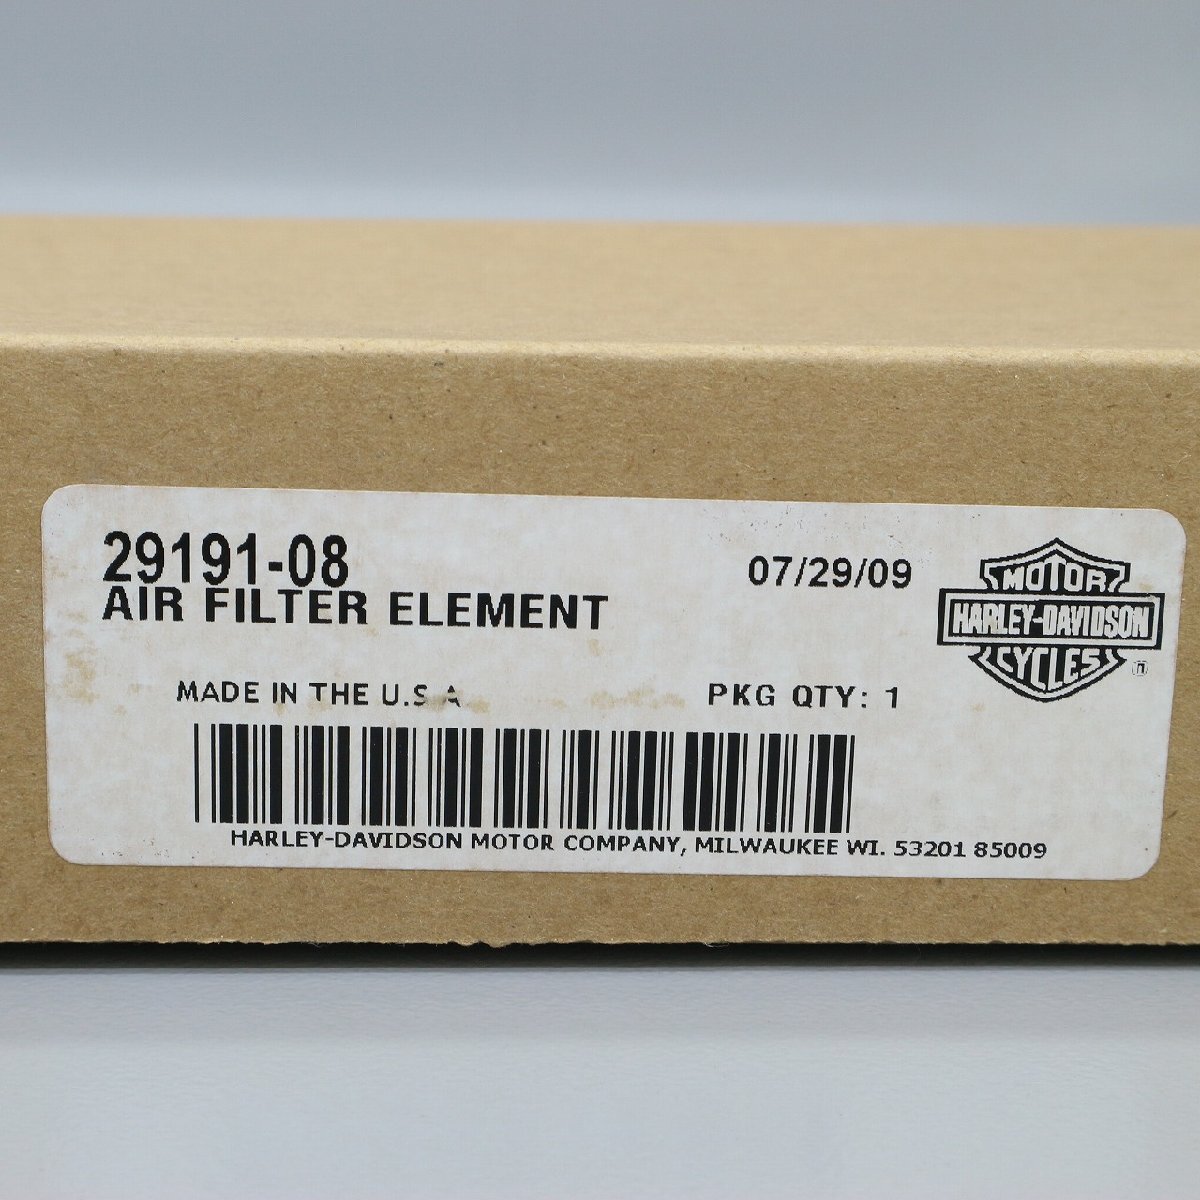 29191-08
AIR FILTER ELEMENT
07/29/09
MOTOR
HARLEY-DAVIDSON
CYCLES
MADE IN THE U.S A
PKG QTY: 1
HARLEY-DAVIDSON MOTOR COMPANY, MILWAUKEE WI. 53201 85009